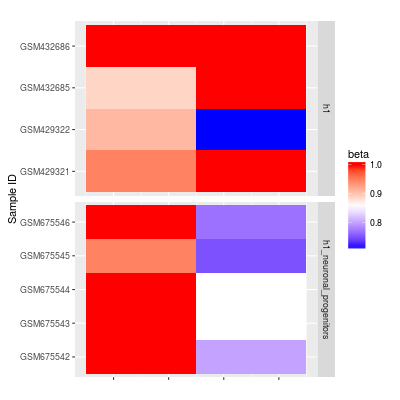 GSM432686
GSM432685
GSM429322
GSM429321
h1
GSM675546
GSM675545
GSM675544
GSM675543
GSM675542
h1_neuronal_progenitors
Sample ID
beta
1.0
0.9
0.8